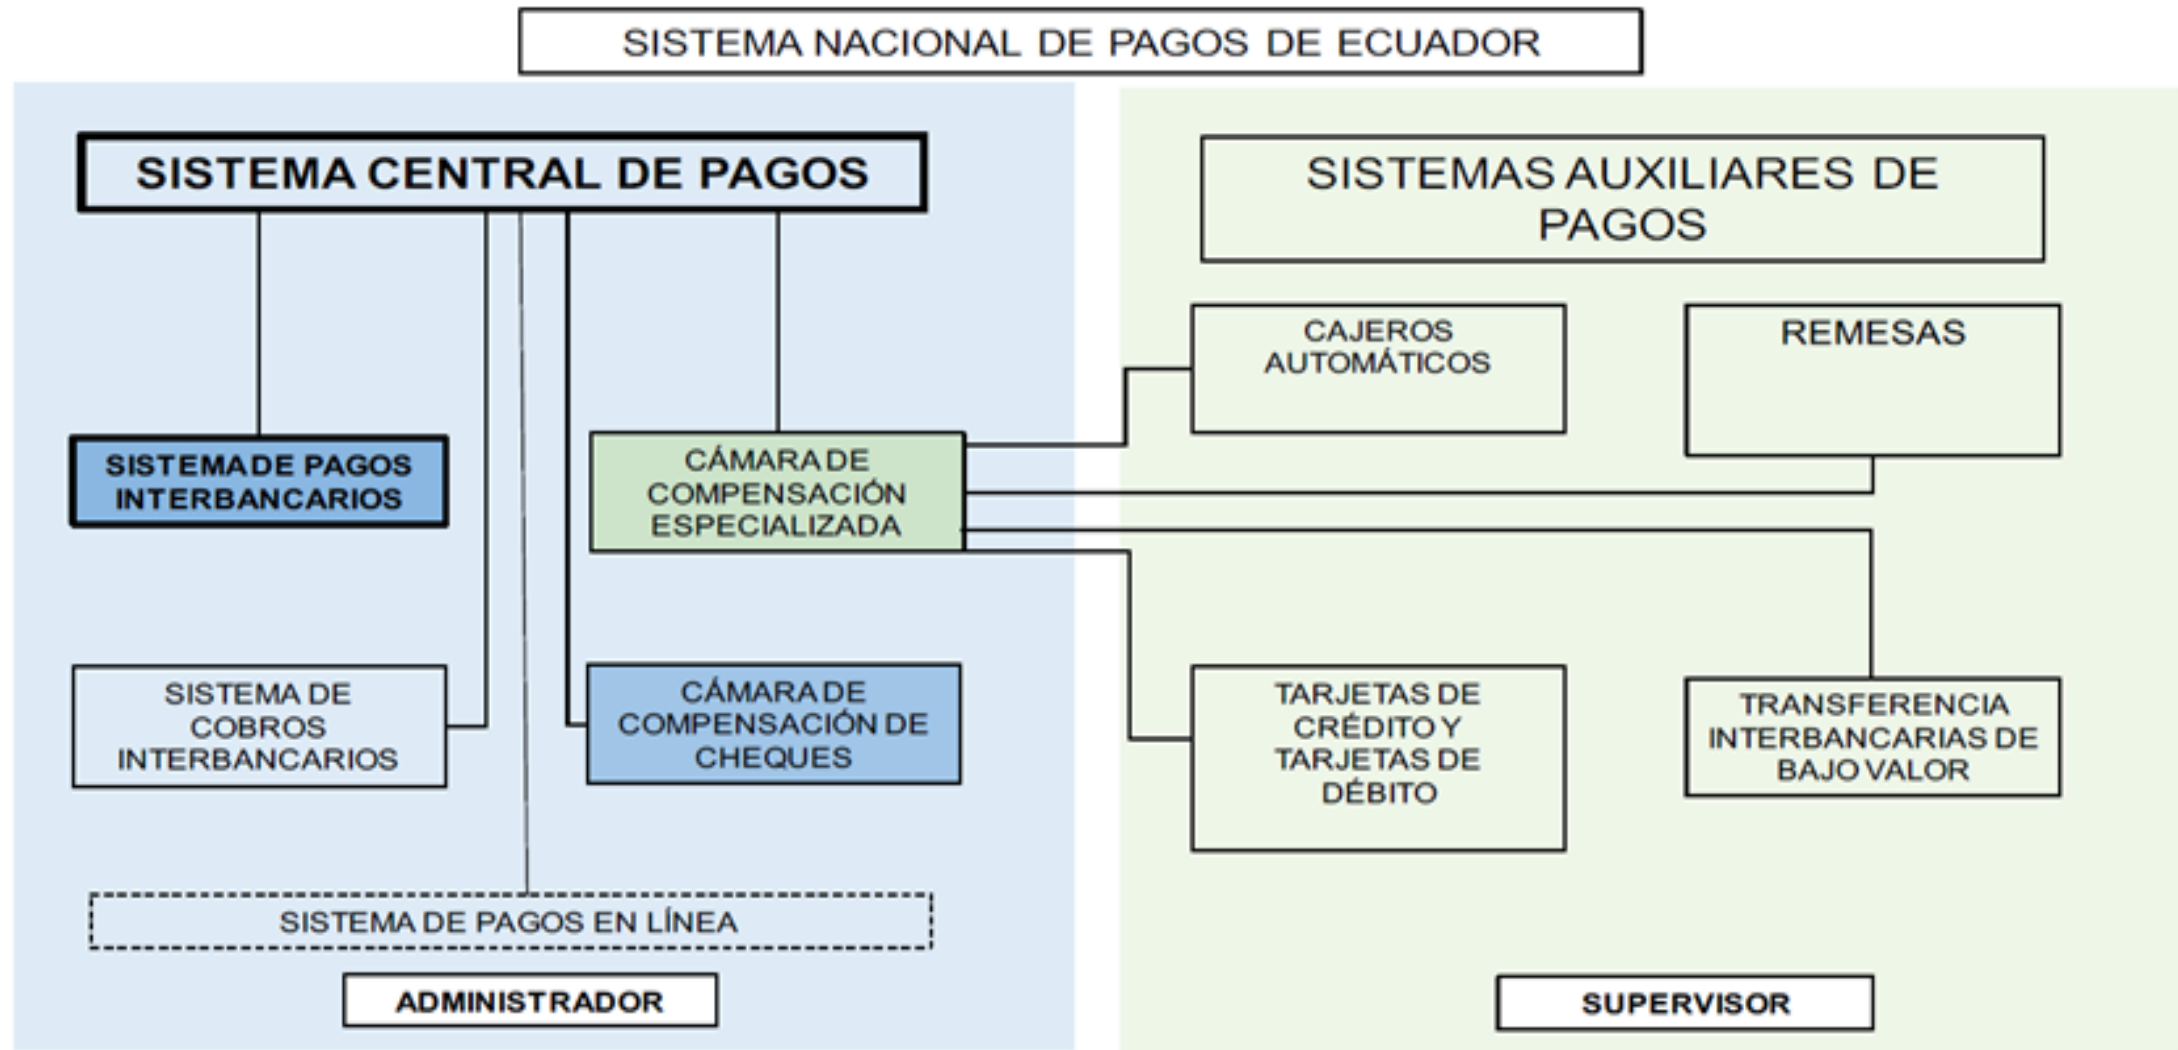 SISTEMA NACIONAL DE PAGOS DE ECUADOR
SISTEMA CENTRAL DE PAGOS
SISTEMA DE PAGOS
INTERBANCARIOS
CÁMARA DE
COMPENSACIÓN
ESPECIALIZADA
SISTEMA DE
COBROS
INTERBANCARIOS
CÁMARA DE
COMPENSACIÓN DE
CHEQUES
SISTEMA DE PAGOS EN LÍNEA
ADMINISTRADOR
SISTEMAS AUXILIARES DE
PAGOS
CAJEROS
AUTOMÁTICOS
REMESAS
TARJETAS DE
CRÉDITO Y
TARJETAS DE
DÉBITO
TRANSFERENCIA
INTERBANCARIAS DE
BAJO VALOR
SUPERVISOR